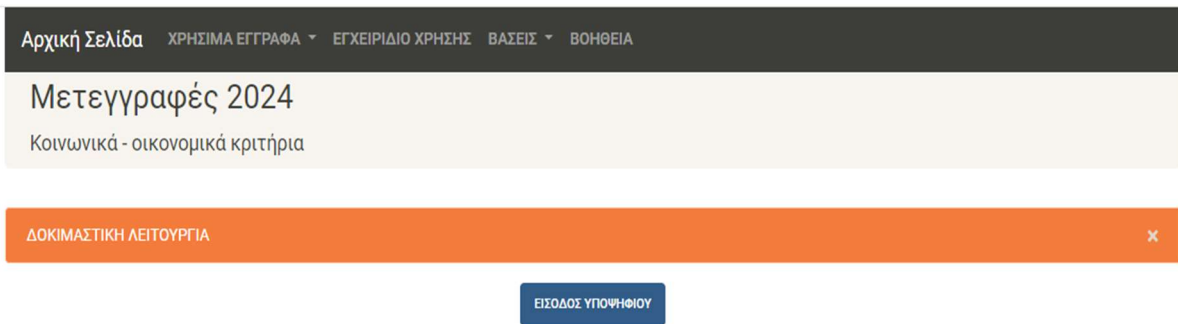 Αρχική Σελίδα ΧΡΗΣΙΜΑ ΕΓΓΡΑΦΑ ΕΓΧΕΙΡΙΔΙΟ ΧΡΗΣΗΣ ΒΑΣΕΙΣ ΒΟΗΘΕΙΑ
Μετεγγραφές 2024
Κοινωνικά - οικονομικά κριτήρια
ΔΟΚΙΜΑΣΤΙΚΗ ΛΕΙΤΟΥΡΓΙΑ ×
ΕΙΣΟΔΟΣ ΥΠΟΨΗΦΙΟΥ